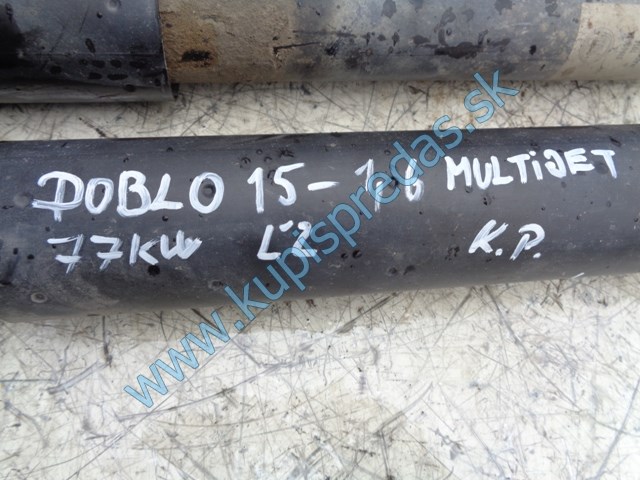 DOBLO 15- 1,6 MULTIJET
77KW L2 K.P.
www.kupispredas.sk